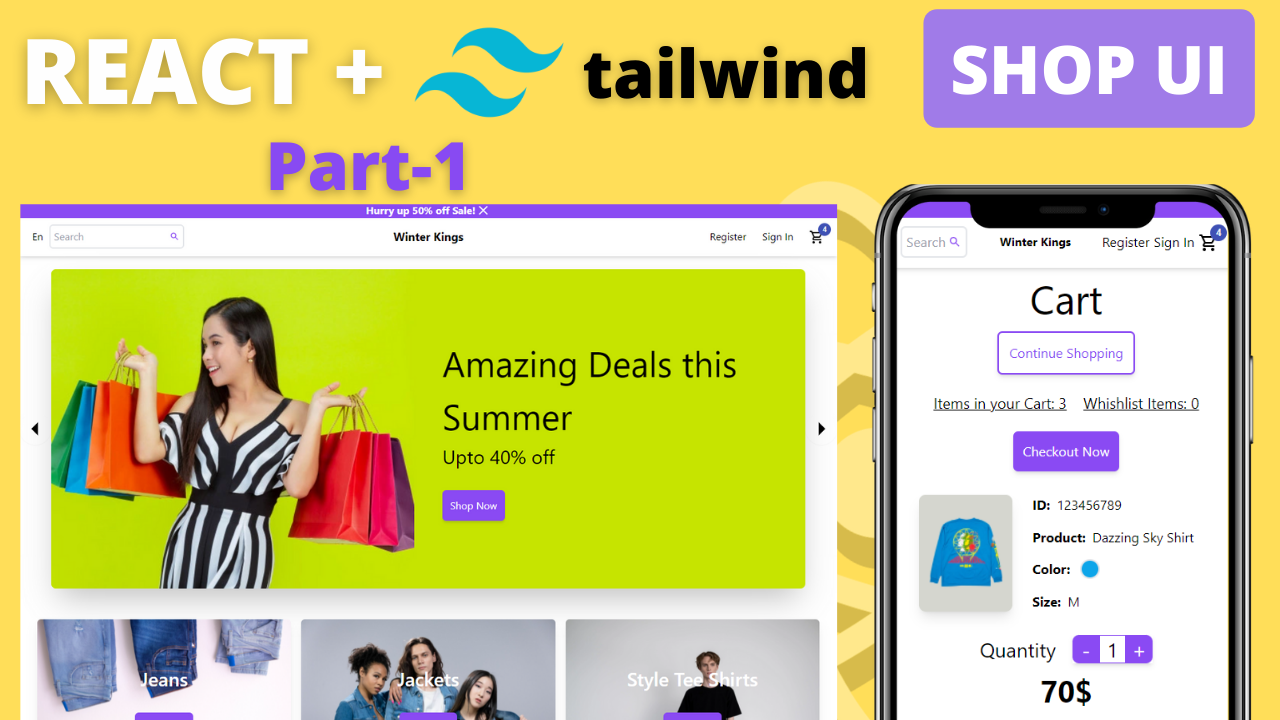 REACT + tailwind
SHOP UI
Part-1
Hurry up 50% off Sale!
En
Search
Winter Kings
Register
Sign In
4
Amazing Deals this
Summer
Upto 40% off
Shop Now
Jeans
Jackets
Style Tee Shirts
Search
Winter Kings
Register Sign In
4
Cart
Continue Shopping
Items in your Cart: 3
Whishlist Items: 0
Checkout Now
ID: 123456789
Product: Dazzing Sky Shirt
Color:
Size: M
Quantity
- 1 +
70$